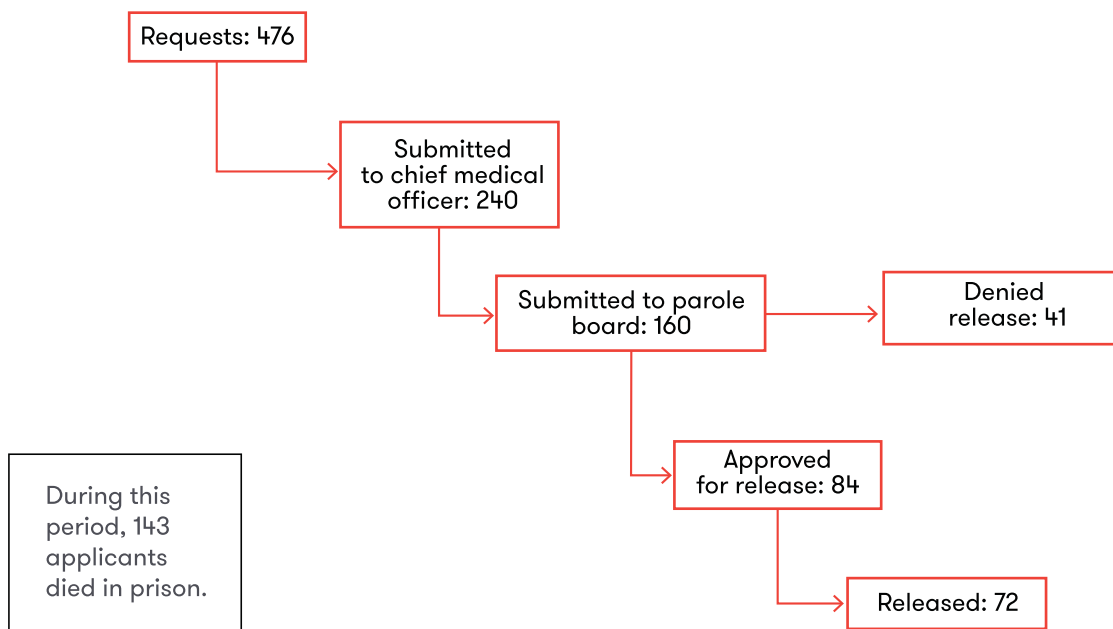 Requests: 476
Submitted
to chief medical
officer: 240
Submitted to parole
board: 160
Denied
release: 41
Approved
for release: 84
During this
period, 143
applicants
died in prison.
Released: 72